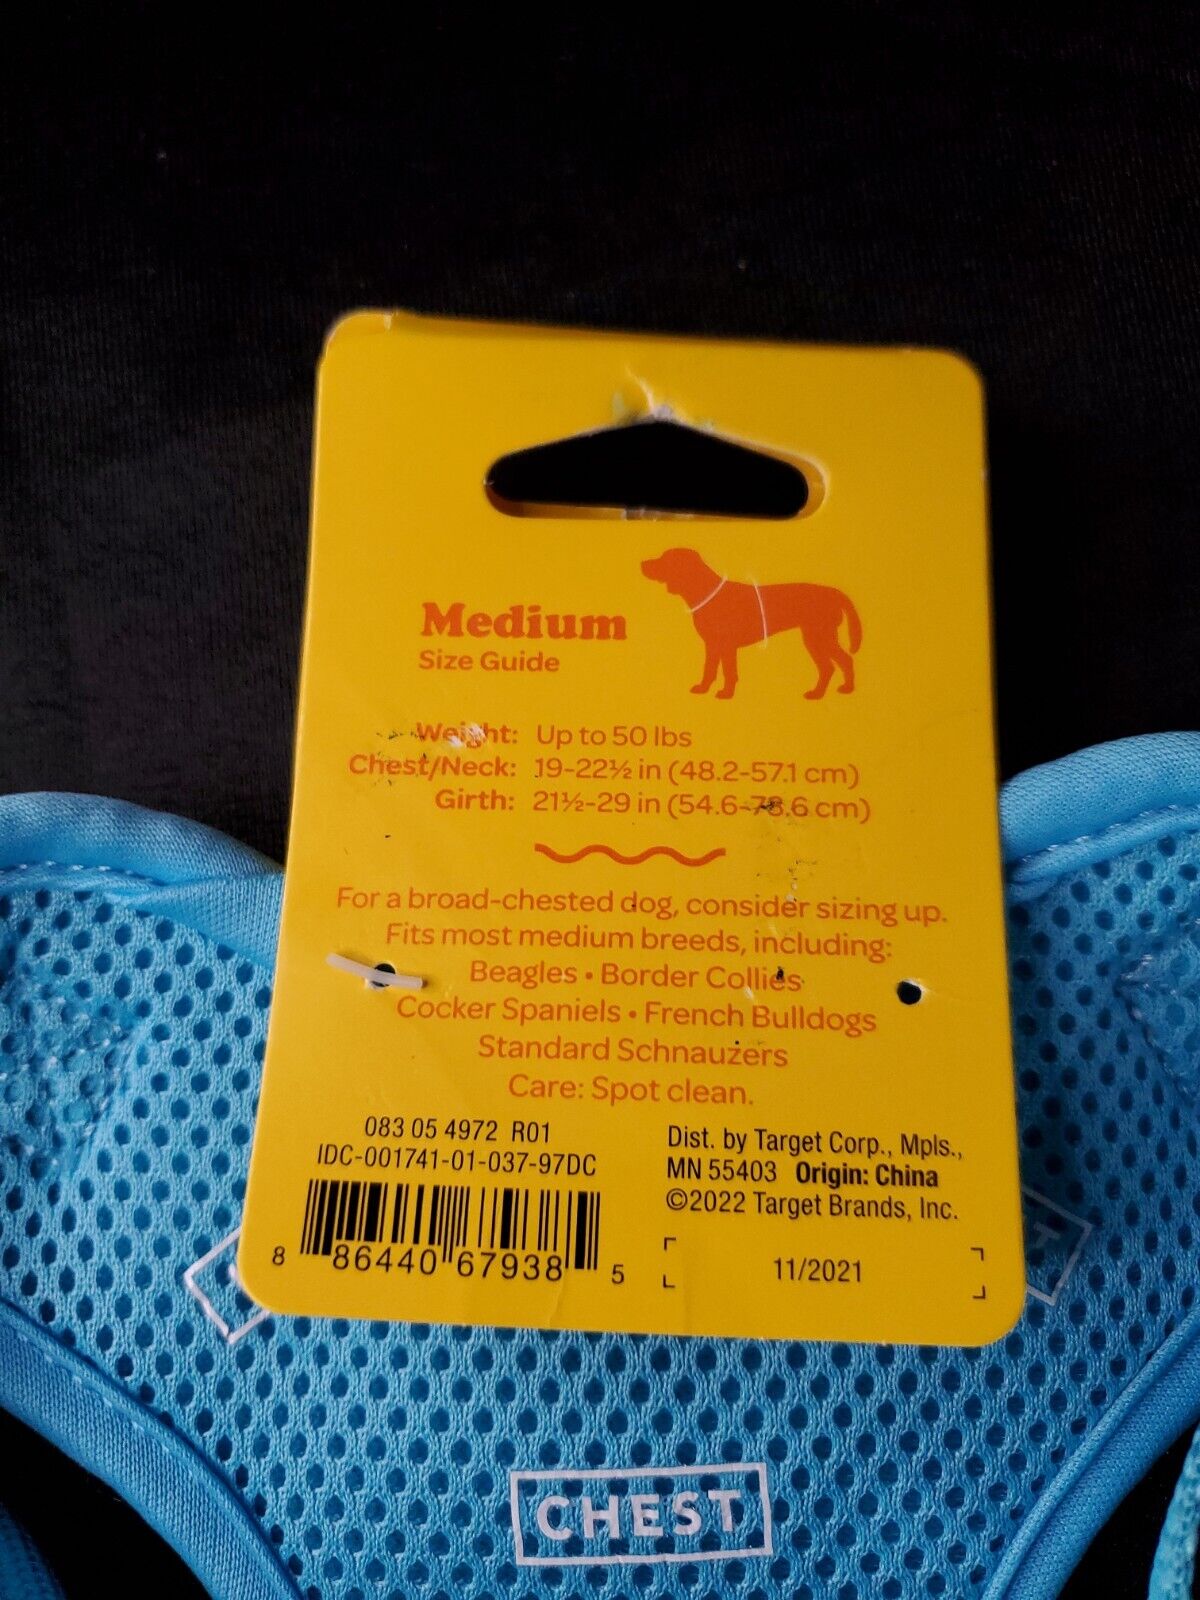 Medium
Size Guide
Weight: Up to 50 lbs
Chest/Neck: 19-22½ in (48.2-57.1 cm)
Girth: 21½-29 in (54.6-78.6 cm)
For a broad-chested dog, consider sizing up.
Fits most medium breeds, including:
Beagles • Border Collies
Cocker Spaniels • French Bulldogs
Standard Schnauzers
Care: Spot clean.
083 05 4972 R01
IDC-001741-01-037-97DC
8 86440 67938 5
Dist. by Target Corp., Mpls.,
MN 55403 Origin: China
©2022 Target Brands, Inc.
11/2021
CHEST